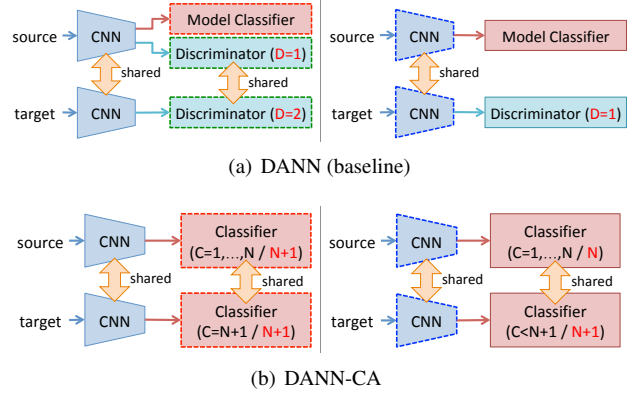 source
CNN
Model Classifier
Discriminator (D=1)
shared
shared
target
CNN
Discriminator (D=2)
source
CNN
Model Classifier
shared
target
CNN
Discriminator (D=1)
(a) DANN (baseline)
source
CNN
Classifier
(C=1,...,N / N+1)
shared
shared
target
CNN
Classifier
(C=N+1 / N+1)
source
CNN
Classifier
(C=1,...,N / N)
shared
shared
target
CNN
Classifier
(C<N+1 / N+1)
(b) DANN-CA